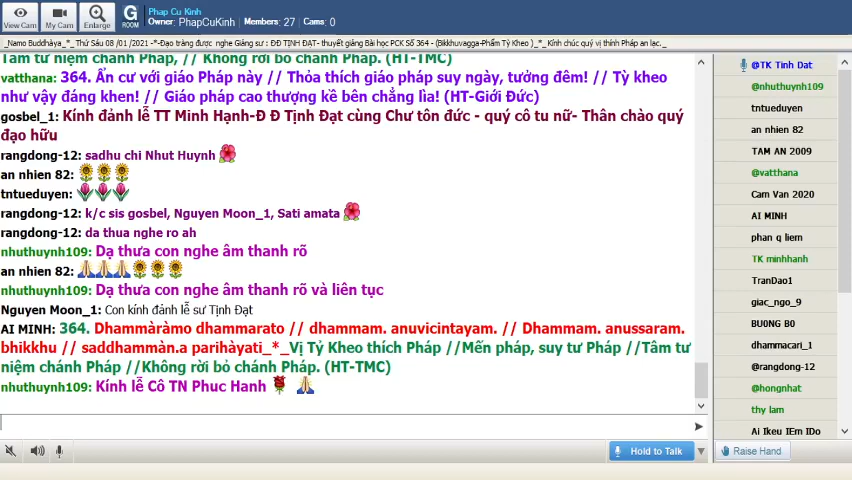 Phap Cu Kinh
Owner: PhapCuKinh Members: 27 Cams: 0
View Cam My Cam Enlarge G ROOM
_Namo Buddhàya_*_ Thứ Sáu 08 /01 /2021 -*-Đạo tràng được nghe Giảng sư : ĐĐ TỊNH ĐẠT- thuyết giảng Bài học PCK Số 364 - (Bikkhuvagga-Phẩm Tỳ Kheo )_*_ Kính chúc quý vị thính Pháp an lạc._
Tâm tư niệm chánh Pháp, // Không rời bỏ chánh Pháp. (HT-TMC)
vatthana: 364. Ẩn cư với giáo Pháp này // Thỏa thích giáo pháp suy ngày, tưởng đêm! // Tỳ kheo
như vậy đáng khen! // Giáo pháp cao thượng kề bên chẳng lìa! (HT-Giới Đức)
gosbel_1: Kính đảnh lễ TT Minh Hạnh-Đ Đ Tịnh Đạt cùng Chư tôn đức - quý cô tu nữ- Thân chào quý
đạo hữu
rangdong-12: sadhu chi Nhut Huynh
an nhien 82:
tntueduyen:
rangdong-12: k/c sis gosbel, Nguyen Moon_1, Sati amata
rangdong-12: da thua nghe ro ah
nhuthuynh109: Dạ thưa con nghe âm thanh rõ
an nhien 82:
nhuthuynh109: Dạ thưa con nghe âm thanh rõ và liên tục
Nguyen Moon_1: Con kính đảnh lễ sư Tịnh Đạt
AI MINH: 364. Dhammàràmo dhammarato // dhammam. anuvicintayam. // Dhammam. anussaram.
bhikkhu // saddhammàn.a parihàyati_*_Vị Tỷ Kheo thích Pháp //Mến pháp, suy tư Pháp //Tâm tư
niệm chánh Pháp //Không rời bỏ chánh Pháp. (HT-TMC)
nhuthuynh109: Kính lễ Cô TN Phuc Hanh
Hold to Talk
@TK Tinh Dat
@nhuthuynh109
tntueduyen
an nhien 82
TAM AN 2009
@vatthana
Cam Van 2020
AI MINH
phan q liem
TK minhhanh
TranDao1
giac_ngo_9
BU0NG B0
dhammacari_1
@rangdong-12
@hongnhat
thy lam
Ai Ikeu IEm IDo
Raise Hand